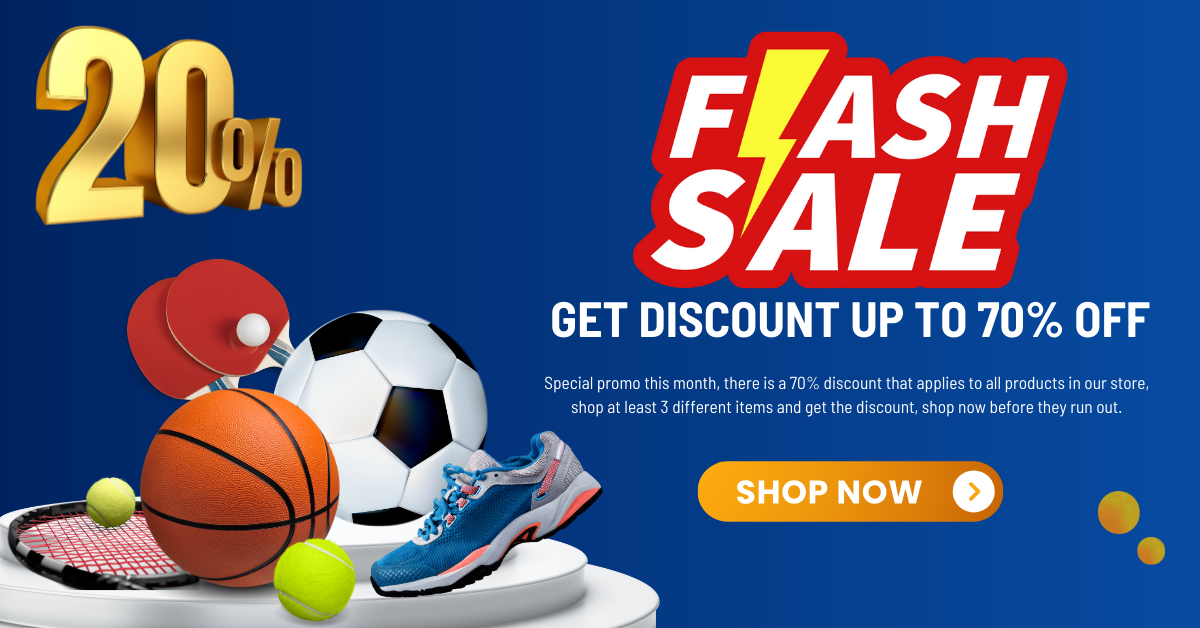 20%
FLASH
SALE
GET DISCOUNT UP TO 70% OFF
Special promo this month, there is a 70% discount that applies to all products in our store,
shop at least 3 different items and get the discount, shop now before they run out.
SHOP NOW